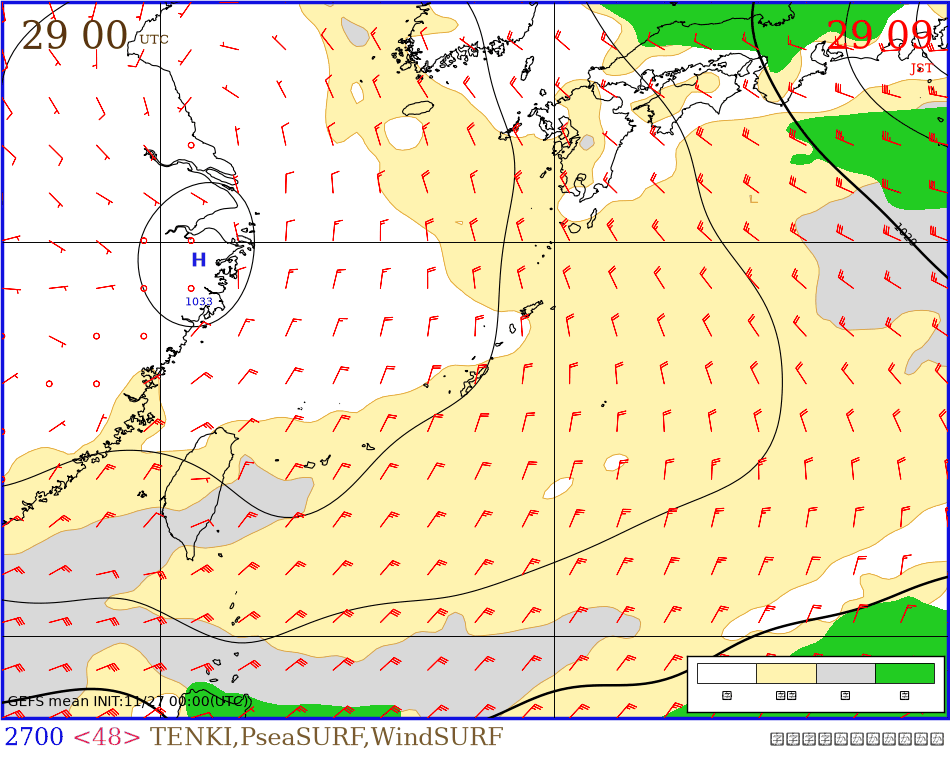 29 00 UTC
29 09
JST
1020
H
1033
GEFS mean INIT:11/27 00:00(UTC))
2700 <48> TENKI,PseaSURF,WindSURF